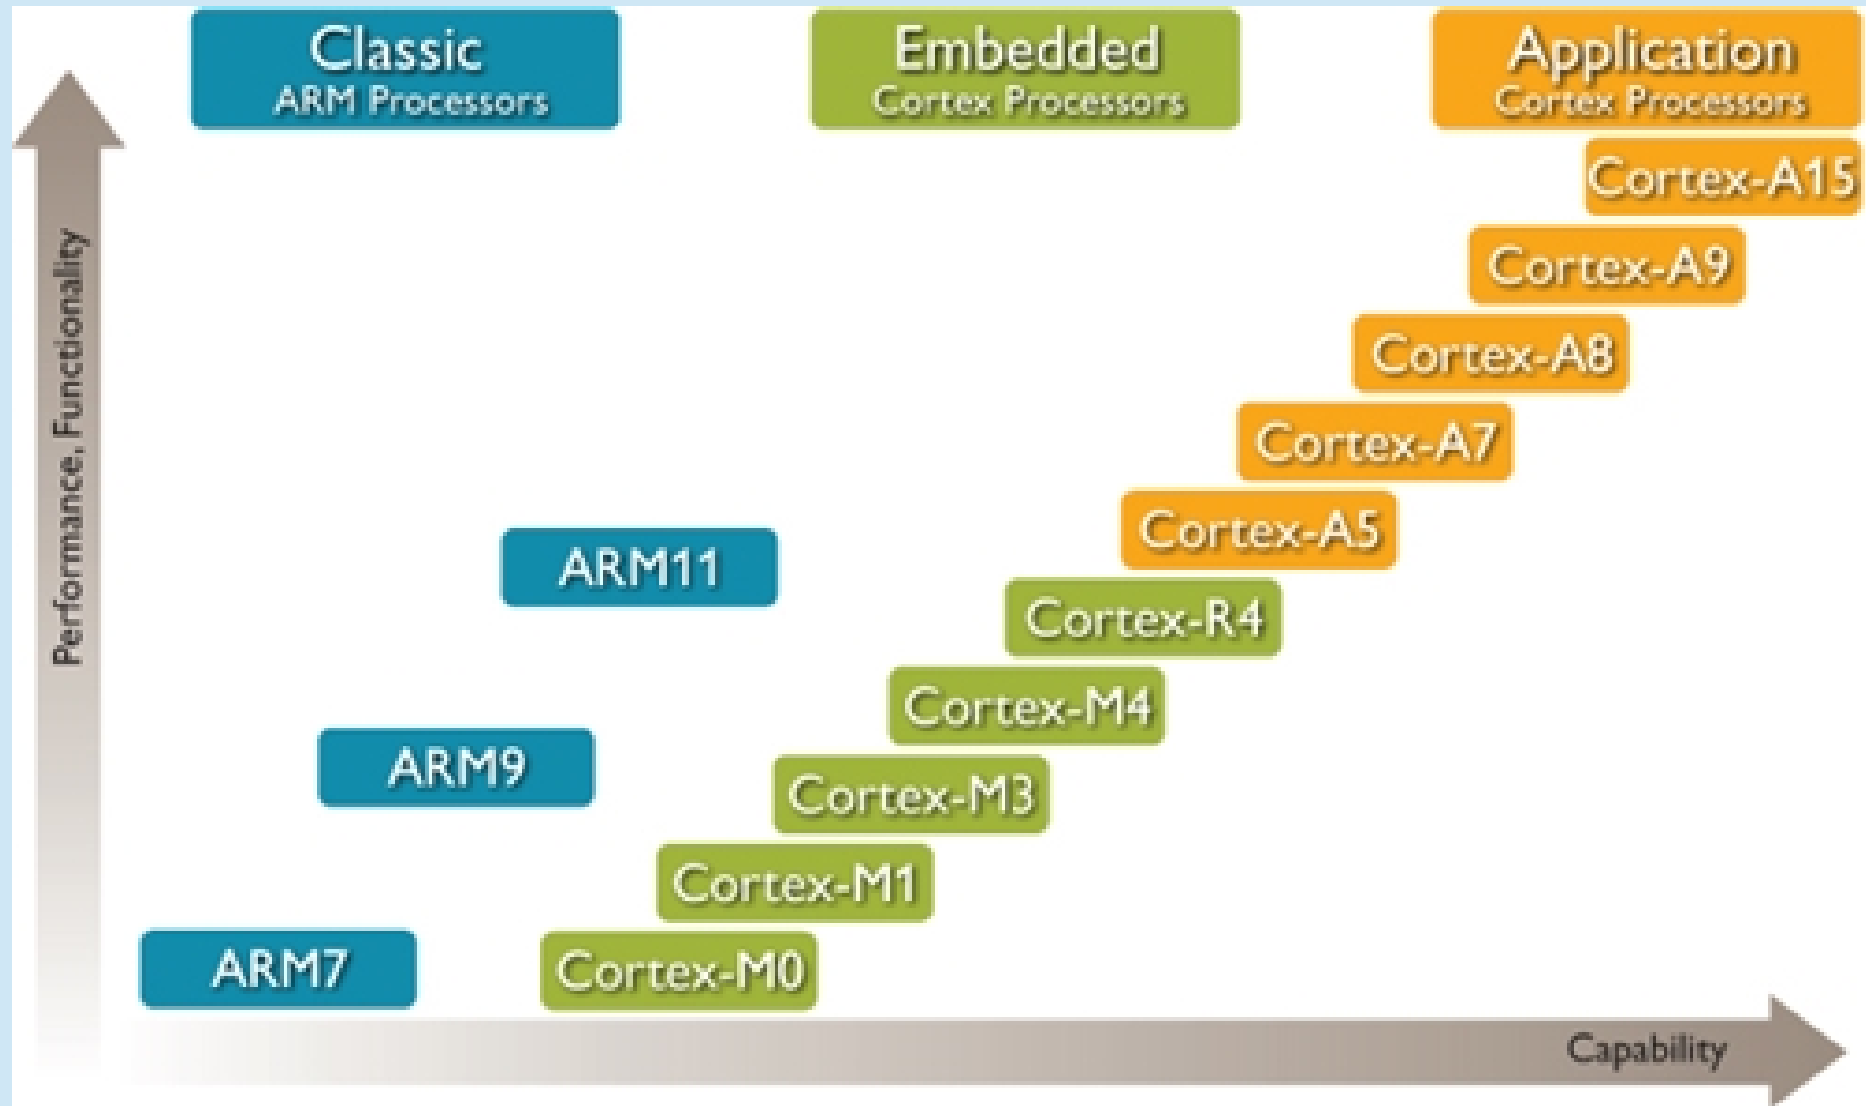 Classic
ARM Processors
Embedded
Cortex Processors
Application
Cortex Processors
Cortex-A15
Cortex-A9
Cortex-A8
Cortex-A7
Cortex-A5
ARM11
Cortex-R4
Cortex-M4
ARM9
Cortex-M3
Cortex-M1
ARM7
Cortex-M0
Performance, Functionality
Capability